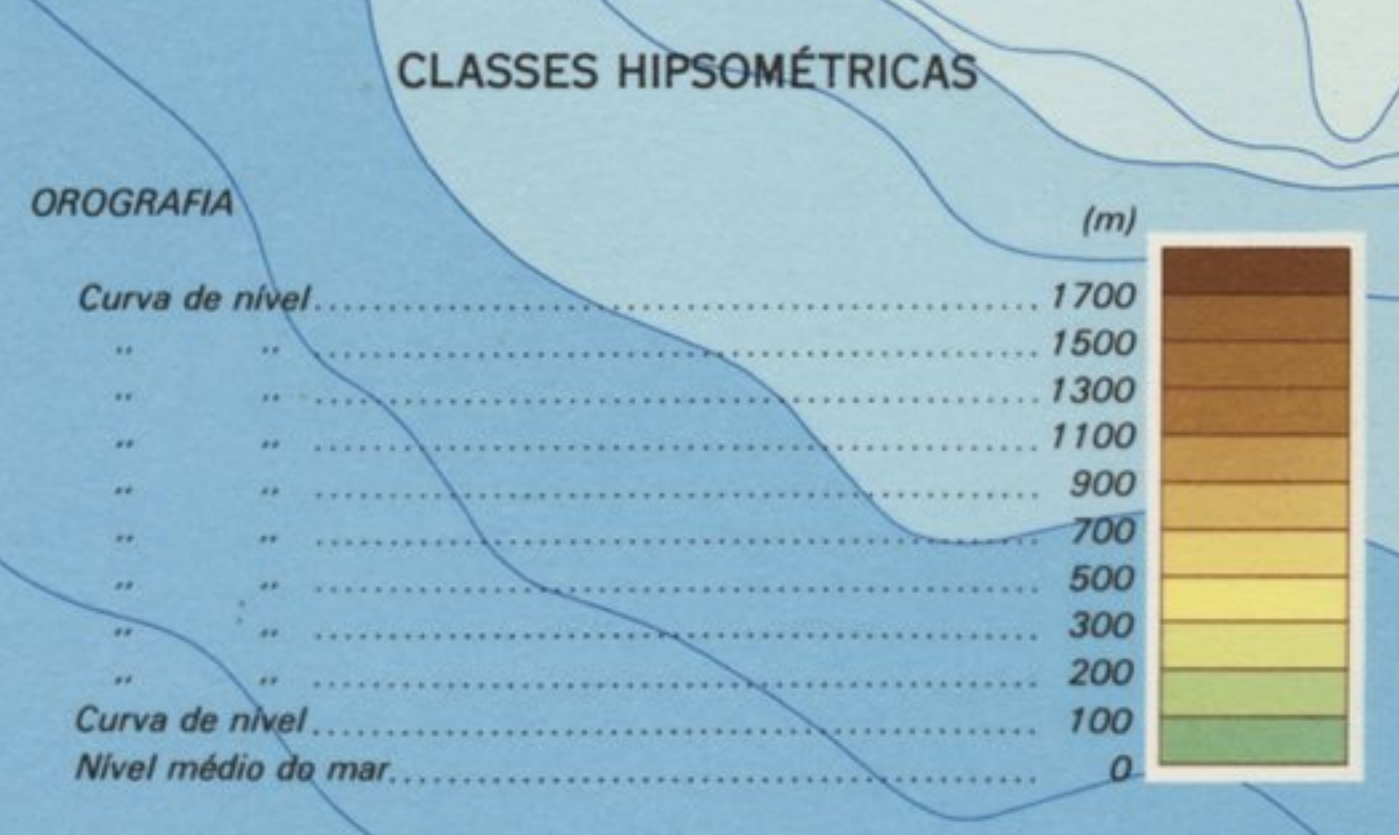 CLASSES HIPSOMÉTRICAS
OROGRAFIA
(m)
Curva de nível........................................ 1700
" " ........................................ 1500
" " ........................................ 1300
" " ........................................ 1100
" " ........................................ 900
" " ........................................ 700
" " ........................................ 500
" " ........................................ 300
" " ........................................ 200
Curva de nível........................................ 100
Nível médio do mar........................................ 0